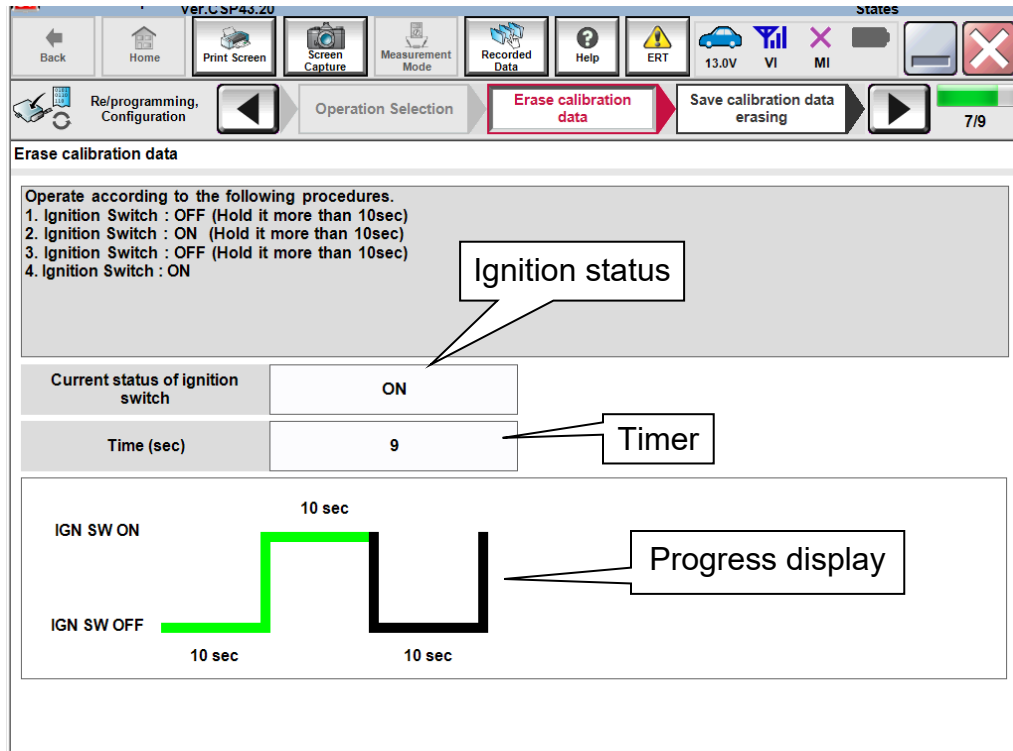 Ver.CSP43.20
States
Back
Home
Print Screen
Screen
Capture
Measurement
Mode
Recorded
Data
Help
ERT
13.0V
VI
MI
Re/programming,
Configuration
Operation Selection
Erase calibration
data
Save calibration data
erasing
7/9
Erase calibration data
Operate according to the following procedures.
1. Ignition Switch : OFF (Hold it more than 10sec)
2. Ignition Switch : ON (Hold it more than 10sec)
3. Ignition Switch : OFF (Hold it more than 10sec)
4. Ignition Switch : ON
Ignition status
Current status of ignition
switch
ON
Time (sec)
9
Timer
10 sec
IGN SW ON
Progress display
IGN SW OFF
10 sec
10 sec